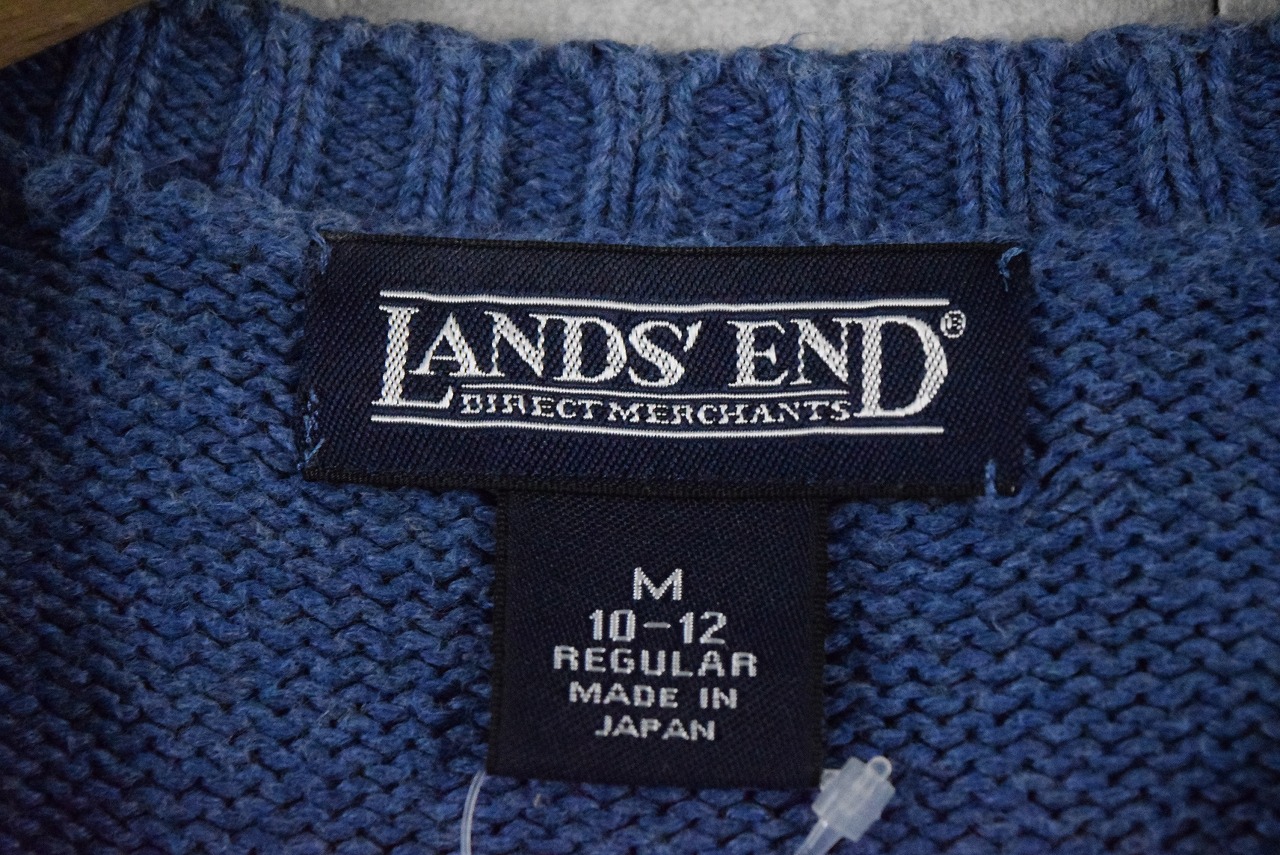 LANDS' END®
DIRECT MERCHANTS
M
10-12
REGULAR
MADE IN
JAPAN